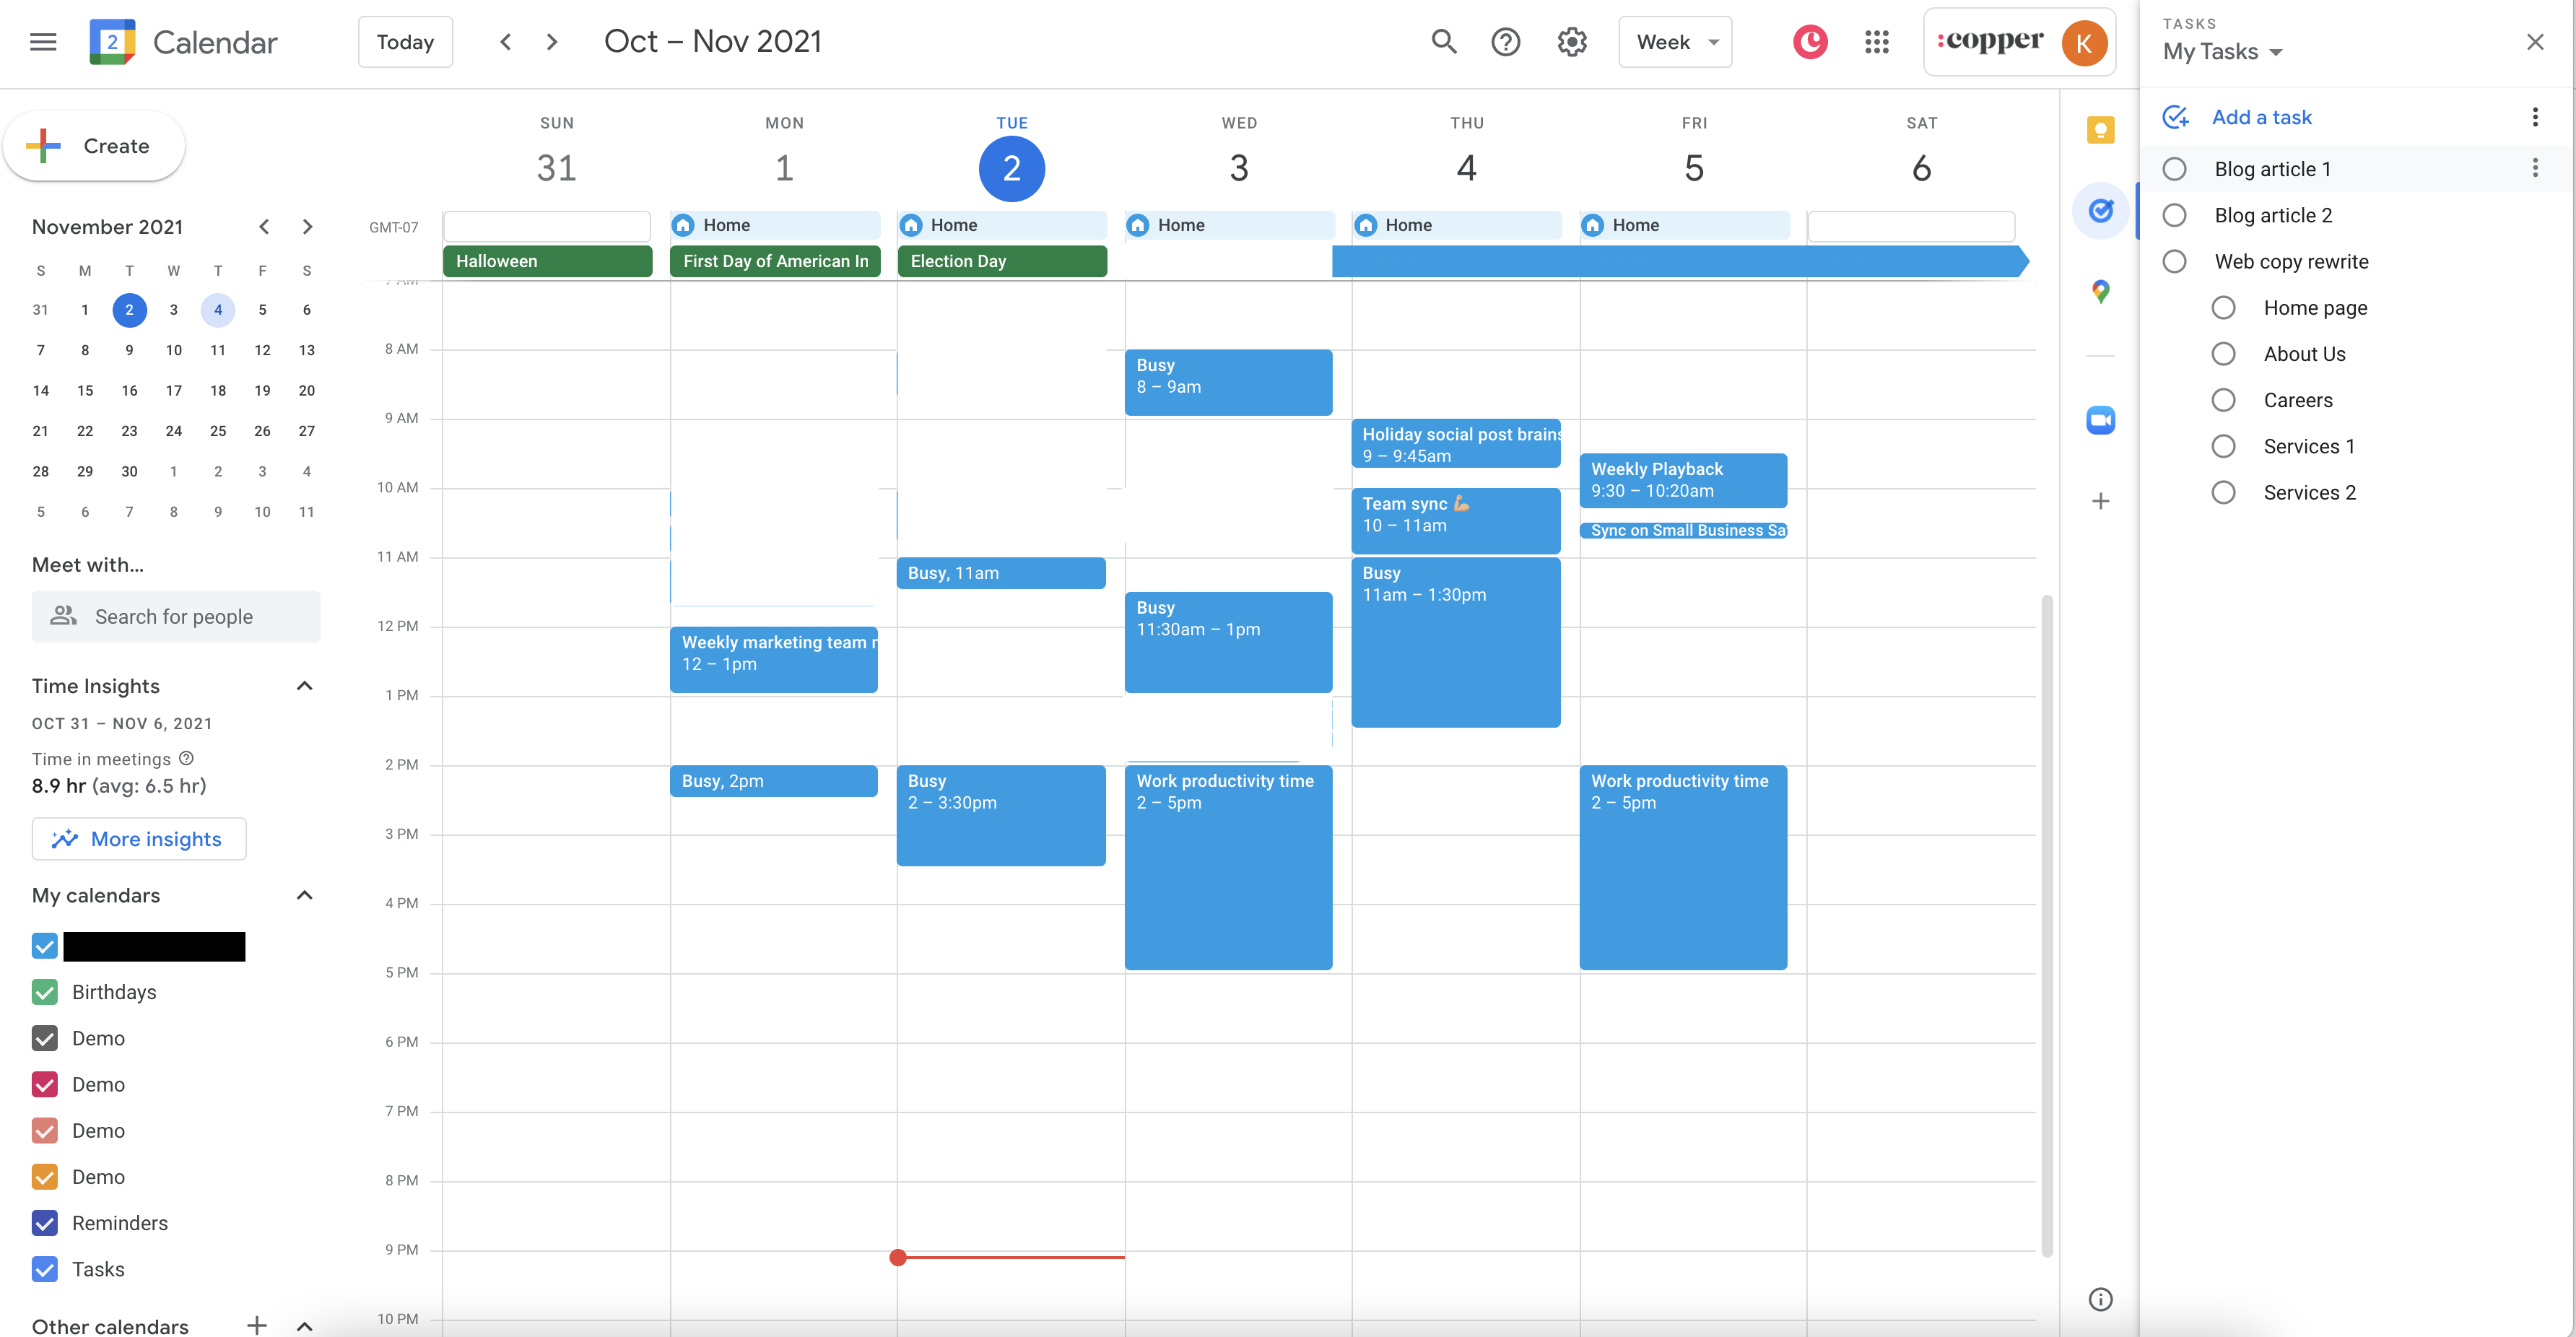 2
Calendar
Today
Oct – Nov 2021
Week
:copper
K
TASKS
My Tasks
Create
November 2021
S M T W T F S
31 1 2 3 4 5 6
7 8 9 10 11 12 13
14 15 16 17 18 19 20
21 22 23 24 25 26 27
28 29 30 1 2 3 4
5 6 7 8 9 10 11
Meet with...
Search for people
Time Insights
OCT 31 – NOV 6, 2021
Time in meetings
8.9 hr (avg: 6.5 hr)
More insights
My calendars
Birthdays
Demo
Demo
Demo
Demo
Reminders
Tasks
Other calendars
SUN MON TUE WED THU FRI SAT
31 1 2 3 4 5 6
GMT-07
Home Home Home Home Home
Halloween
First Day of American In
Election Day
7 AM
8 AM
9 AM
10 AM
11 AM
12 PM
1 PM
2 PM
3 PM
4 PM
5 PM
6 PM
7 PM
8 PM
9 PM
10 PM
Weekly marketing team
12 – 1pm
Busy, 2pm
Busy, 11am
Busy
2 – 3:30pm
Busy
8 – 9am
Busy
11:30am – 1pm
Work productivity time
2 – 5pm
Holiday social post brains
9 – 9:45am
Team sync 💪🏼
10 – 11am
Busy
11am – 1:30pm
Weekly Playback
9:30 – 10:20am
Sync on Small Business Sa
Work productivity time
2 – 5pm
Add a task
Blog article 1
Blog article 2
Web copy rewrite
Home page
About Us
Careers
Services 1
Services 2